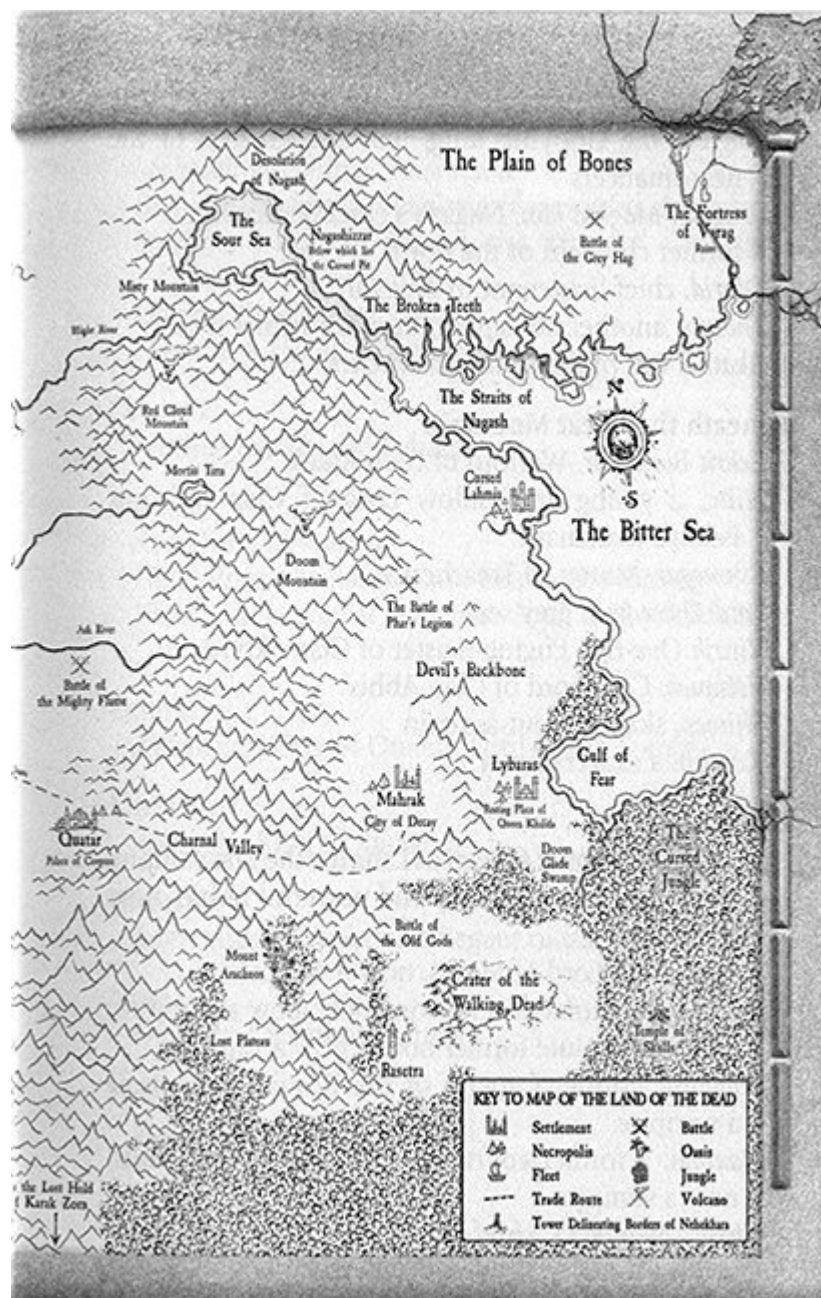 Desolation
of Nagash
The Plain of Bones
The
Sour Sea
Nagashizzar
Below which lies
the Cursed Pit
Battle of
the Grey Hag
The Fortress
of Vorag
Ruins
Misty Mountain
The Broken Teeth
Blight River
The Straits of
Nagash
N
S
Red Cloud
Mountain
Mortis Tarn
Cursed
Lahmia
The Bitter Sea
Doom
Mountain
The Battle of
Phar's Legion
Ash River
Battle of
the Mighty Flame
Devil's Backbone
Gulf of
Fear
Lybaras
Resting Place of
Queen Khalida
Mahrak
City of Decay
Quatar
Palace of Corpses
Charnal Valley
Doom
Glade
Swamp
The
Cursed
Jungle
Battle of
the Old Gods
Mount
Arachnos
Crater of the
Walking Dead
Lost Plateau
Temple of
Skulls
Rasetra
KEY TO MAP OF THE LAND OF THE DEAD
Settlement Battle
Necropolis Oasis
Fleet Jungle
Trade Route Volcano
Tower Delineating Borders of Nehekhara
the Lost Hold
of Karak Zorn